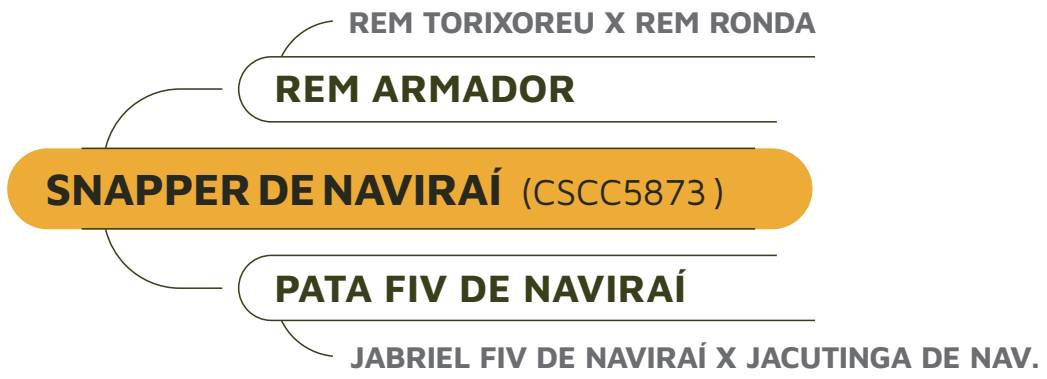 REM TORIXOREU X REM RONDA
REM ARMADOR
SNAPPER DE NAVIRAÍ (CSCC5873 )
PATA FIV DE NAVIRAÍ
JABRIEL FIV DE NAVIRAÍ X JACUTINGA DE NAV.